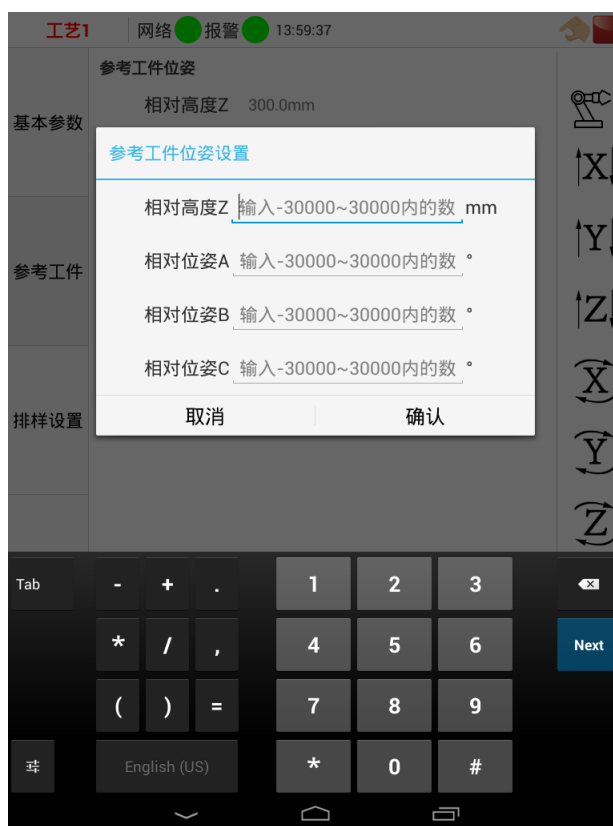 工艺1 网络 报警 13:59:37
参考工件位姿
相对高度Z 300.0mm
基本参数
参考工件位姿设置
相对高度Z 输入-30000~30000内的数 mm
相对位姿A 输入-30000~30000内的数 °
参考工件
相对位姿B 输入-30000~30000内的数 °
相对位姿C 输入-30000~30000内的数 °
取消 确认
排样设置
X
Y
Z
X
Y
Z
Tab - + . 1 2 3
* / , 4 5 6 Next
( ) = 7 8 9
English (US) * 0 #